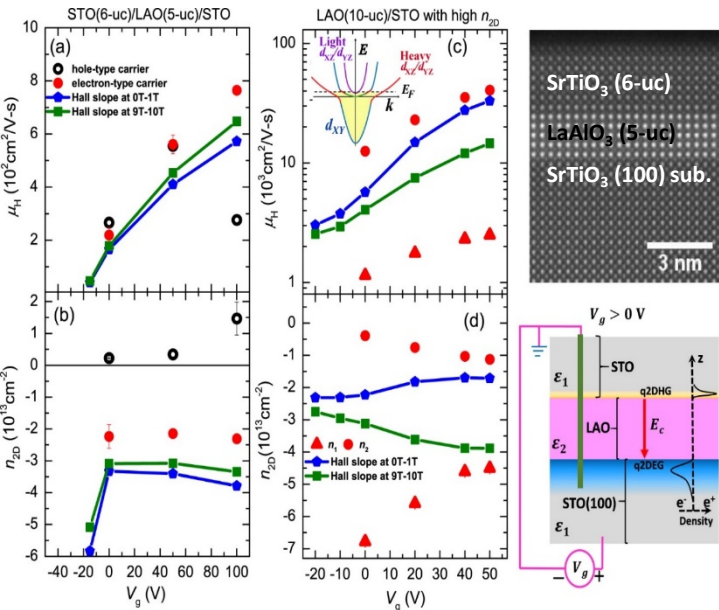 STO(6-uc)/LAO(5-uc)/STO
LAO(10-uc)/STO with high n2D
(a)
hole-type carrier
electron-type carrier
Hall slope at 0T-1T
Hall slope at 9T-10T
μH (10²cm²/V-s)
10
8
6
4
2
(b)
n2D (10¹³cm⁻²)
2
1
0
-1
-2
-3
-4
-5
-6
-40 -20 0 20 40 60 80 100
Vg (V)
(c)
Light
dXZ/dYZ
E
Heavy
dXZ/dYZ
EF
k
dXY
μH (10³cm²/V-s)
100
10
1
(d)
n2D(10¹³cm⁻²)
0
-1
-2
-3
-4
-5
-6
-7
n1 n2
Hall slope at 0T-1T
Hall slope at 9T-10T
-20 -10 0 10 20 30 40 50
Vg (V)
SrTiO3 (6-uc)
LaAlO3 (5-uc)
SrTiO3 (100) sub.
3 nm
Vg > 0 V
STO
z
ε1
q2DHG
LAO
Ec
ε2
q2DEG
STO(100)
e⁻ e⁺
Density
ε1
− Vg +